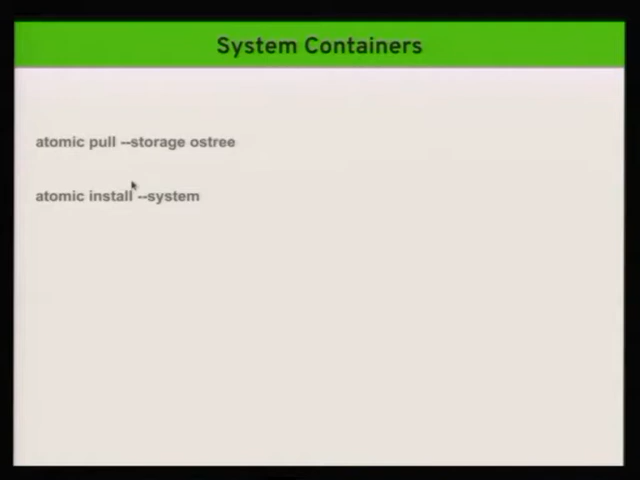 System Containers
atomic pull --storage ostree
atomic install --system